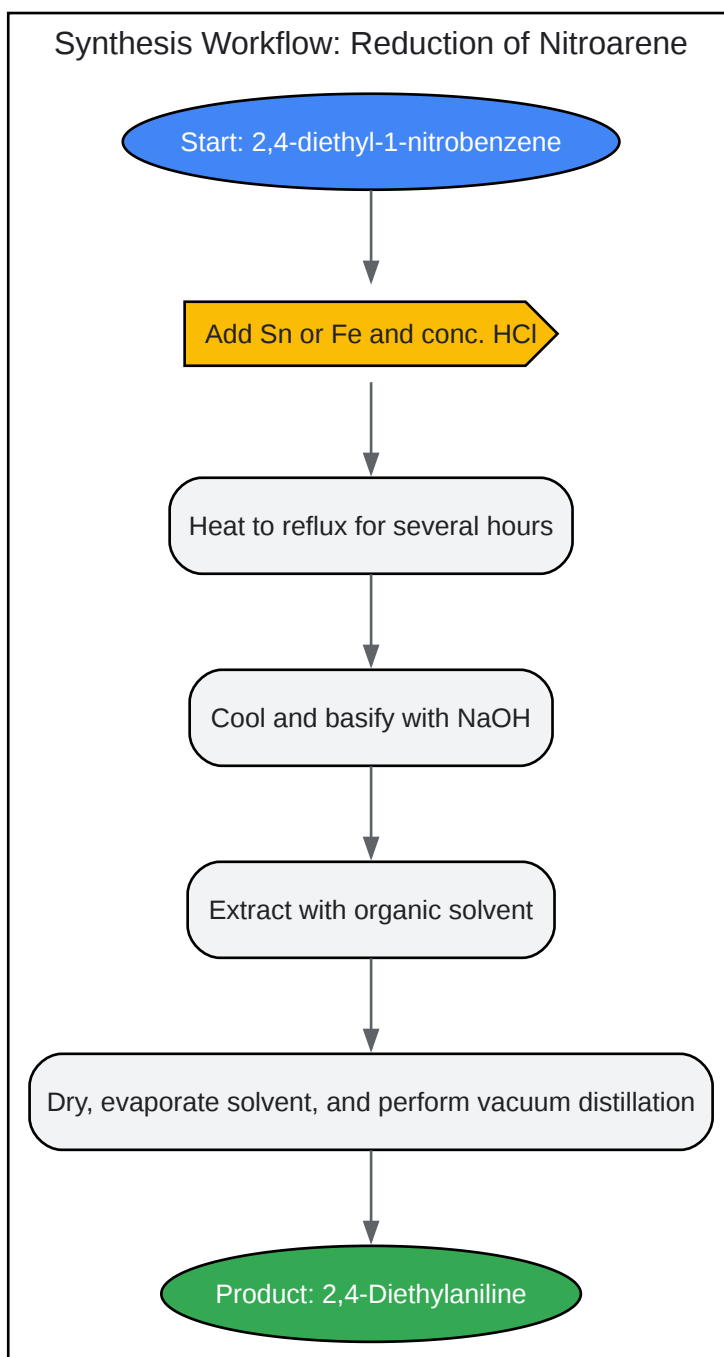 Synthesis Workflow: Reduction of Nitroarene
Start: 2,4-diethyl-1-nitrobenzene
Add Sn or Fe and conc. HCl
Heat to reflux for several hours
Cool and basify with NaOH
Extract with organic solvent
Dry, evaporate solvent, and perform vacuum distillation
Product: 2,4-Diethylaniline